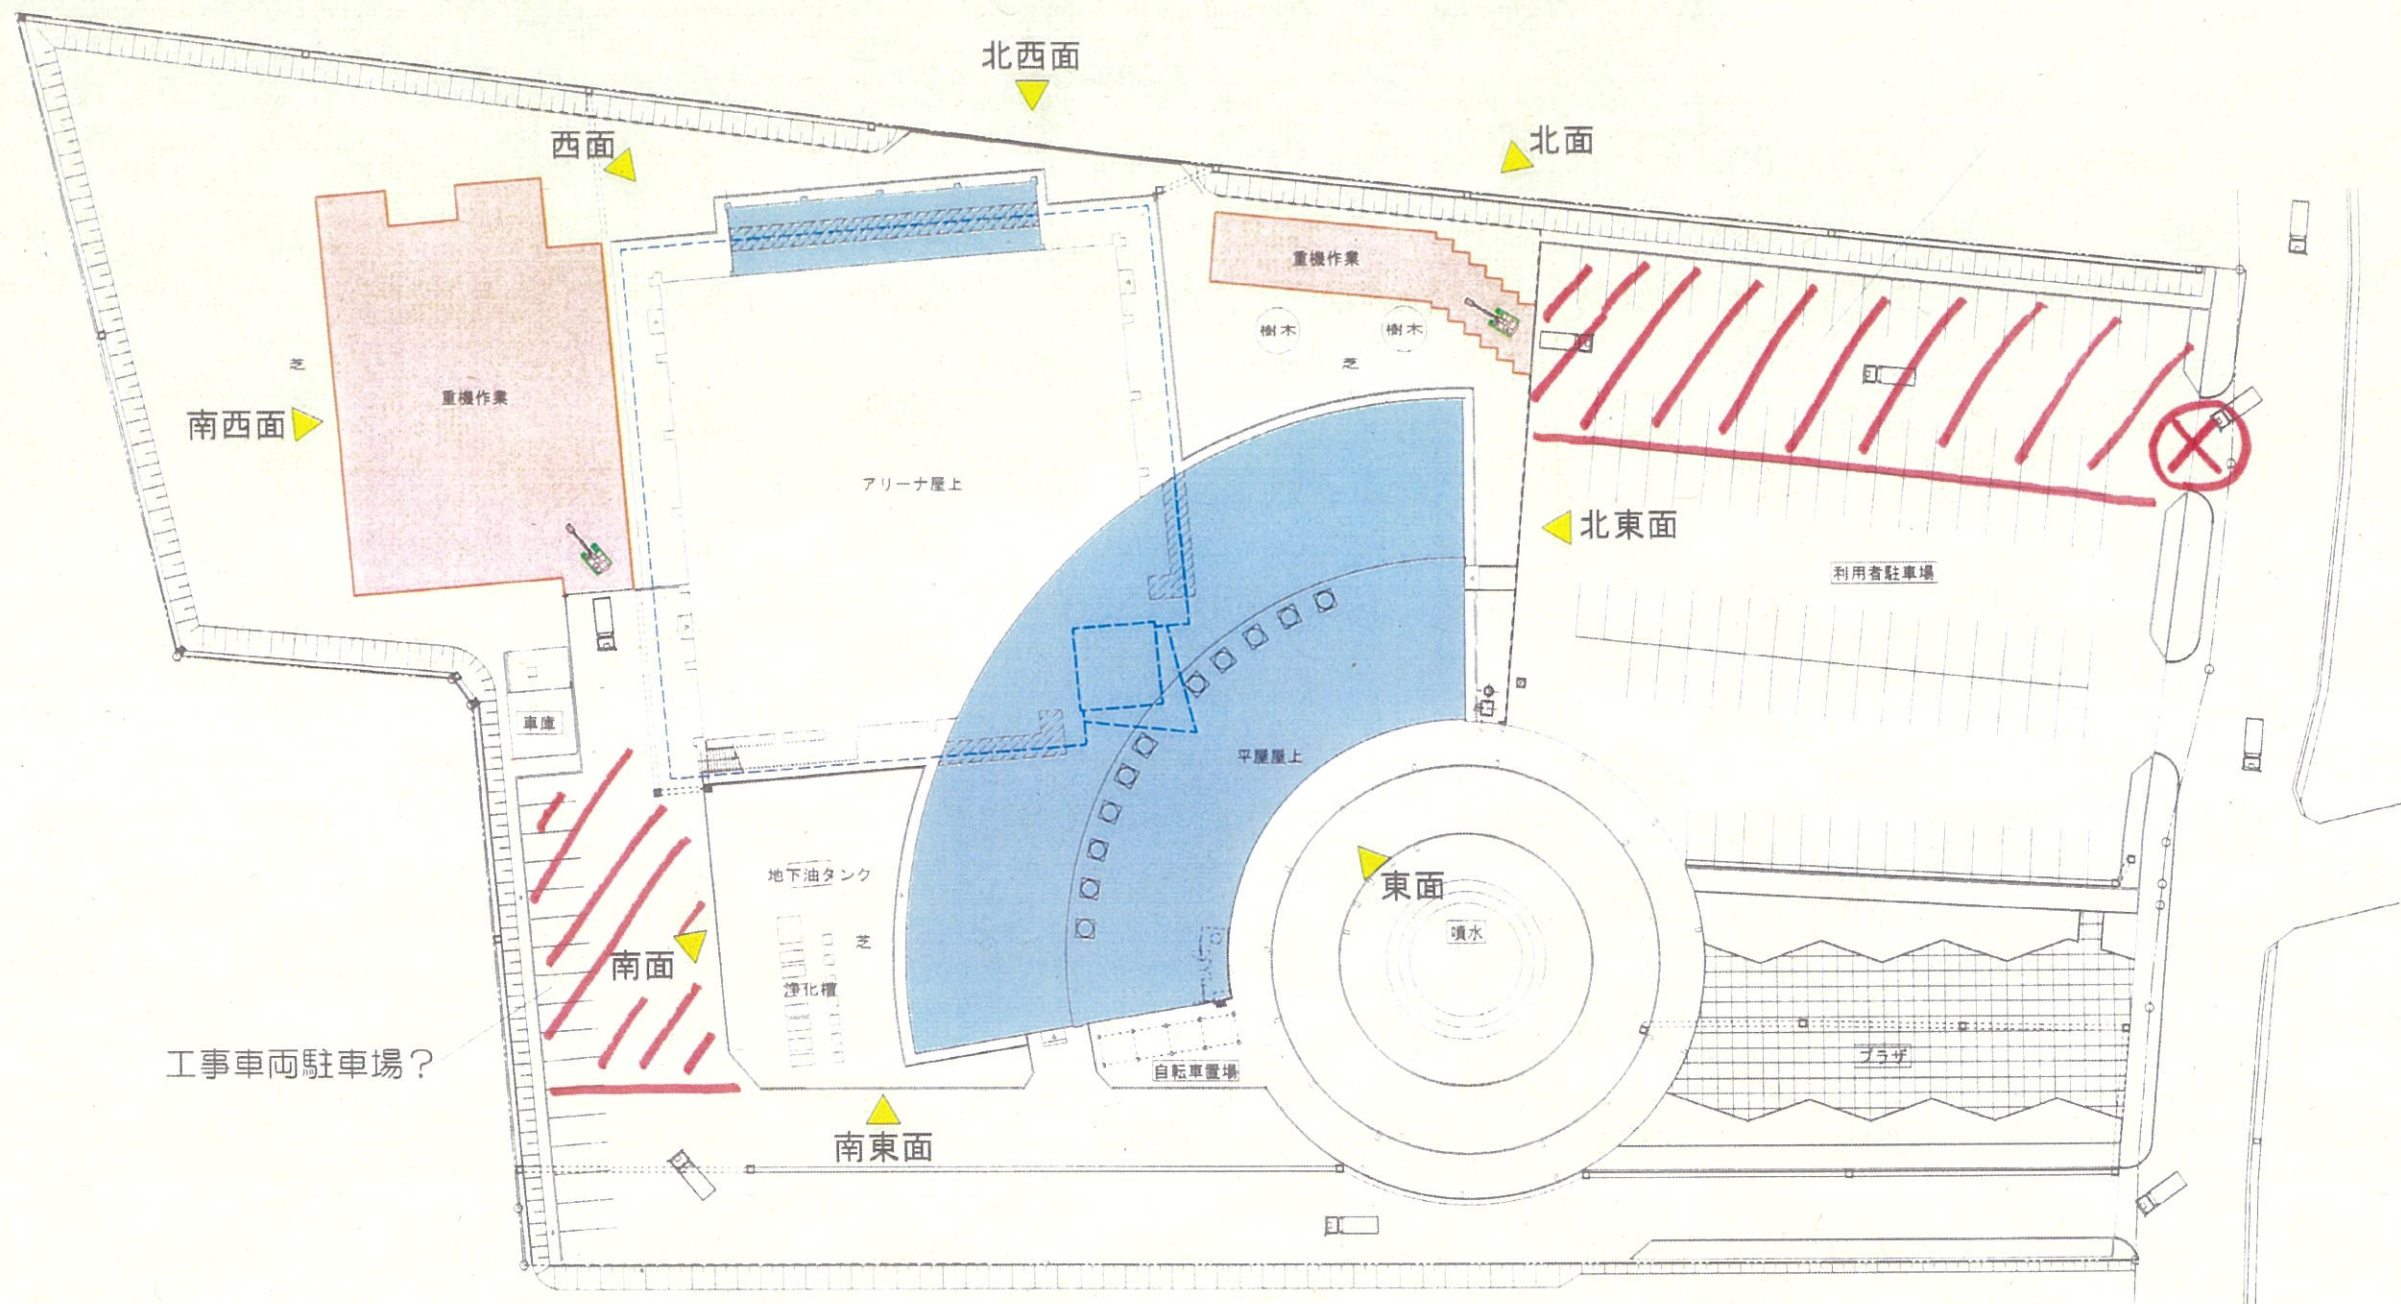 北西面
西面
北面
重機作業
樹木
樹木
芝
芝
重機作業
南西面
アリーナ屋上
北東面
利用者駐車場
車庫
平屋屋上
地下油タンク
東面
噴水
芝
南面
浄化槽
プラザ
工事車両駐車場？
自転車置場
南東面